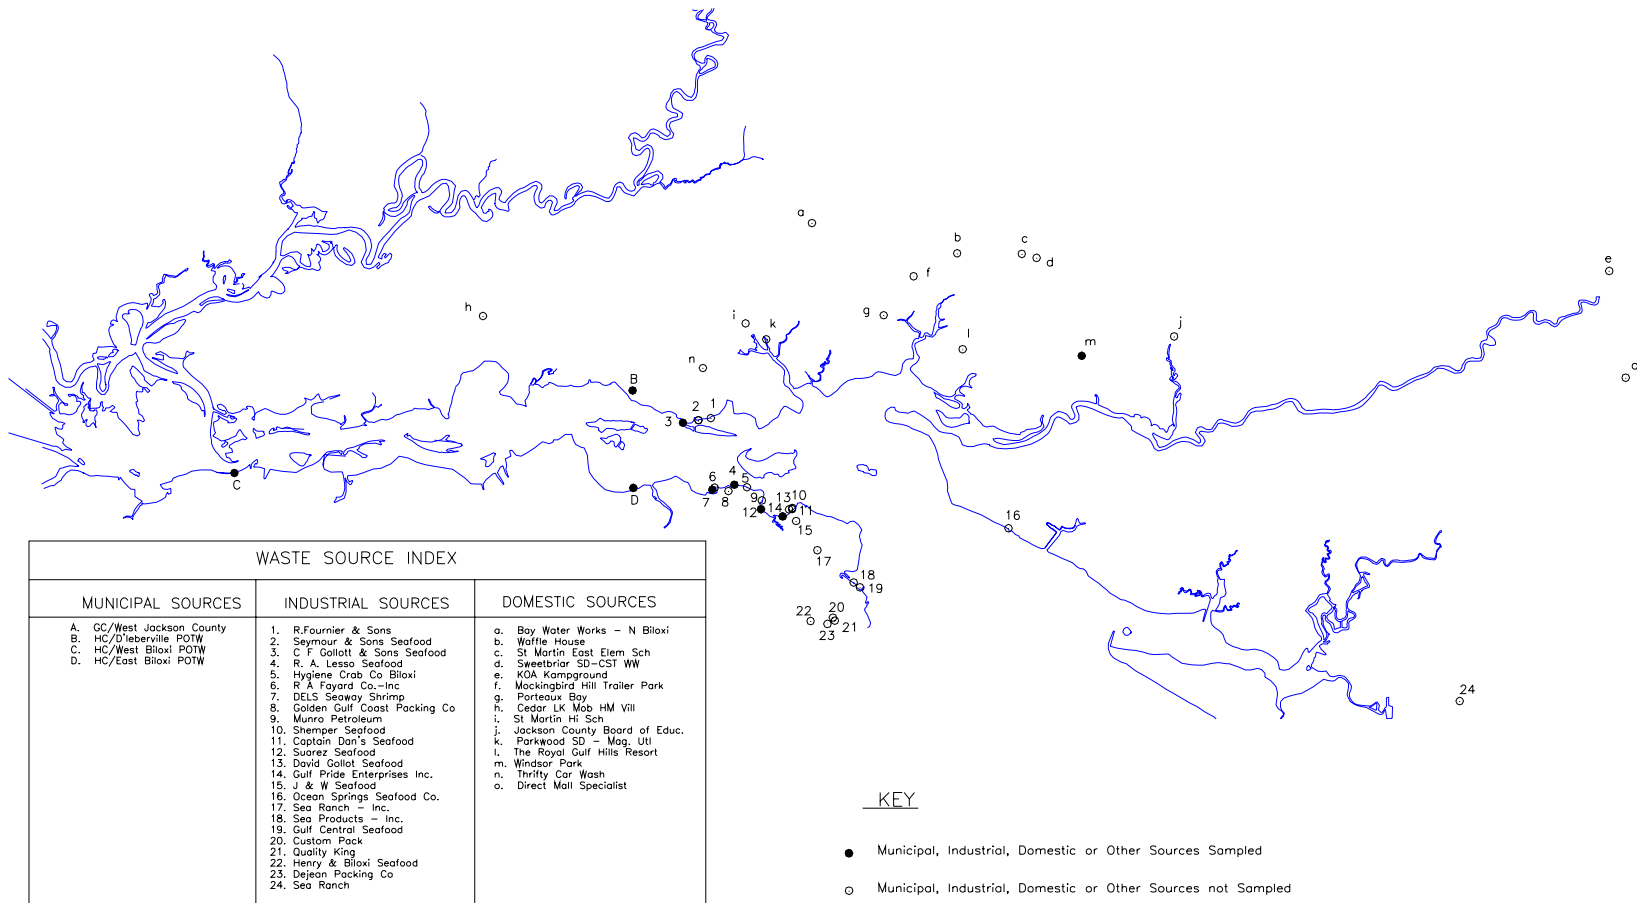 a
b
c
d
e
f
g
h
i
k
j
l
m
n
o
B
2
1
3
C
D
6
4
5
7
8
9
12
13
10
14
11
15
16
17
18
19
20
22
21
23
24
WASTE SOURCE INDEX
MUNICIPAL SOURCES
A. GC/West Jackson County
B. HC/D'Ieberville POTW
C. HC/West Biloxi POTW
D. HC/East Biloxi POTW
INDUSTRIAL SOURCES
1. R.Fournier & Sons
2. Seymour & Sons Seafood
3. C F Gollott & Sons Seafood
4. R. A. Lesso Seafood
5. Hygiene Crab Co Biloxi
6. R A Fayard Co.-Inc
7. DELS Seaway Shrimp
8. Golden Gulf Coast Packing Co
9. Munro Petroleum
10. Shemper Seafood
11. Captain Dan's Seafood
12. Suarez Seafood
13. David Gollot Seafood
14. Gulf Pride Enterprises Inc.
15. J & W Seafood
16. Ocean Springs Seafood Co.
17. Sea Ranch - Inc.
18. Sea Products - Inc.
19. Gulf Central Seafood
20. Custom Pack
21. Quality King
22. Henry & Biloxi Seafood
23. Dejean Packing Co
24. Sea Ranch
DOMESTIC SOURCES
a. Bay Water Works - N Biloxi
b. Waffle House
c. St Martin East Elem Sch
d. Sweetbriar SD-CST WW
e. KOA Kampground
f. Mockingbird Hill Trailer Park
g. Porteaux Bay
h. Cedar LK Mob HM Vill
i. St Martin Hi Sch
j. Jackson County Board of Educ.
k. Parkwood SD - Mag. Utl
l. The Royal Gulf Hills Resort
m. Windsor Park
n. Thrifty Car Wash
o. Direct Mall Specialist
KEY
Municipal, Industrial, Domestic or Other Sources Sampled
Municipal, Industrial, Domestic or Other Sources not Sampled